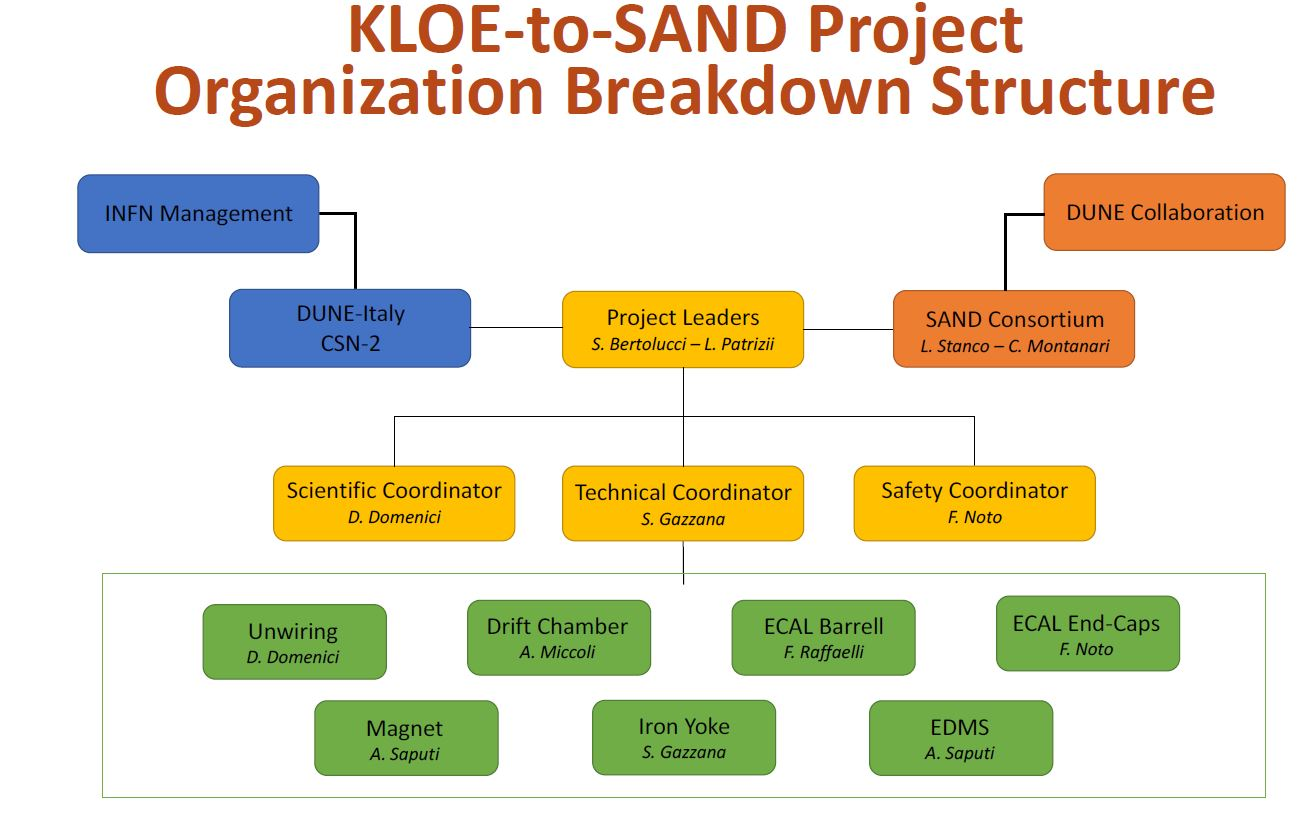 KLOE-to-SAND Project
Organization Breakdown Structure
INFN Management
DUNE Collaboration
DUNE-Italy
CSN-2
Project Leaders
S. Bertolucci – L. Patrizii
SAND Consortium
L. Stanco – C. Montanari
Scientific Coordinator
D. Domenici
Technical Coordinator
S. Gazzana
Safety Coordinator
F. Noto
Unwiring
D. Domenici
Drift Chamber
A. Miccoli
ECAL Barrell
F. Raffaelli
ECAL End-Caps
F. Noto
Magnet
A. Saputi
Iron Yoke
S. Gazzana
EDMS
A. Saputi